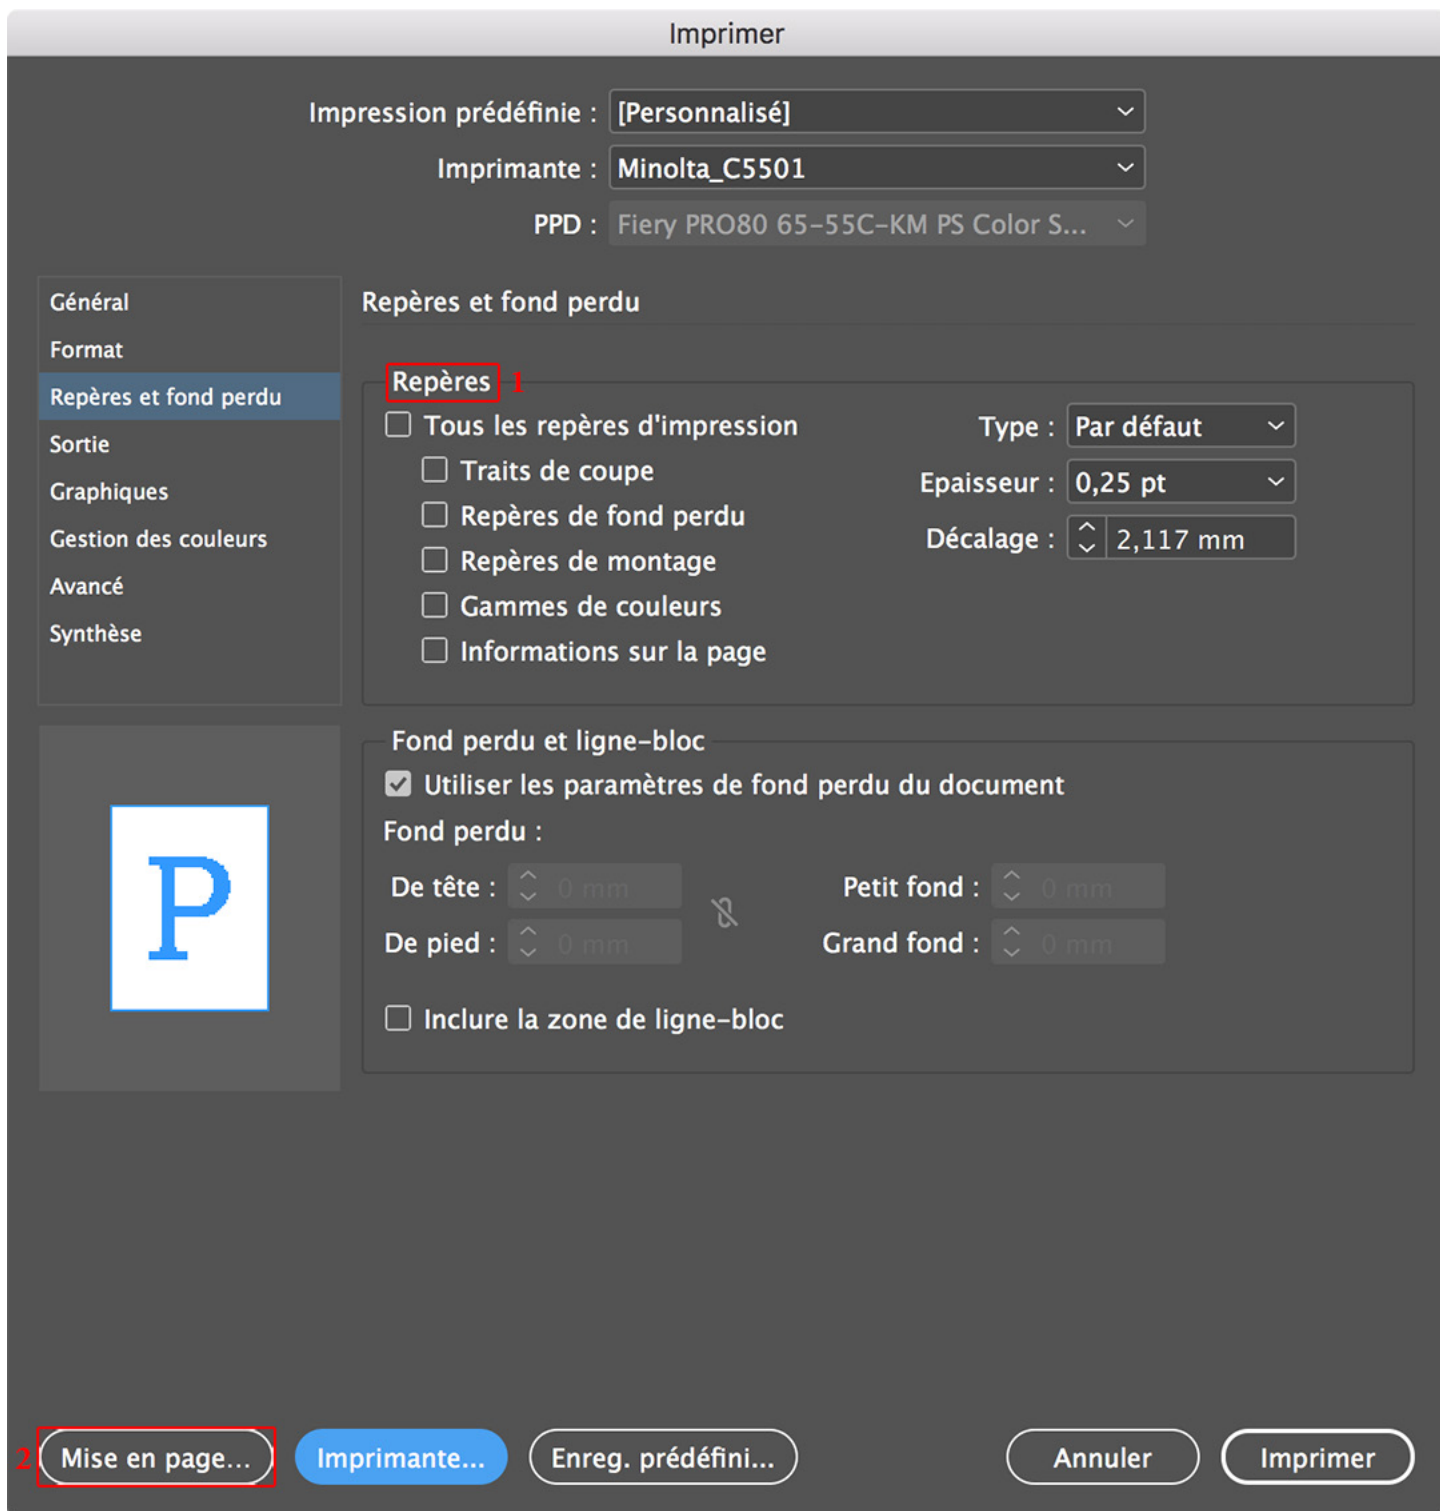 Imprimer
Impression prédéfinie : [Personnalisé]
Imprimante : Minolta_C5501
PPD : Fiery PRO80 65-55C-KM PS Color S...
Général
Format
Repères et fond perdu
Sortie
Graphiques
Gestion des couleurs
Avancé
Synthèse
Repères et fond perdu
Repères 1
Tous les repères d'impression
Traits de coupe
Repères de fond perdu
Repères de montage
Gammes de couleurs
Informations sur la page
Type : Par défaut
Epaisseur : 0,25 pt
Décalage : 2,117 mm
P
Fond perdu et ligne-bloc
Utiliser les paramètres de fond perdu du document
Fond perdu :
De tête : 0 mm
Petit fond : 0 mm
De pied : 0 mm
Grand fond : 0 mm
Inclure la zone de ligne-bloc
2 Mise en page... Imprimante... Enreg. prédéfini... Annuler Imprimer